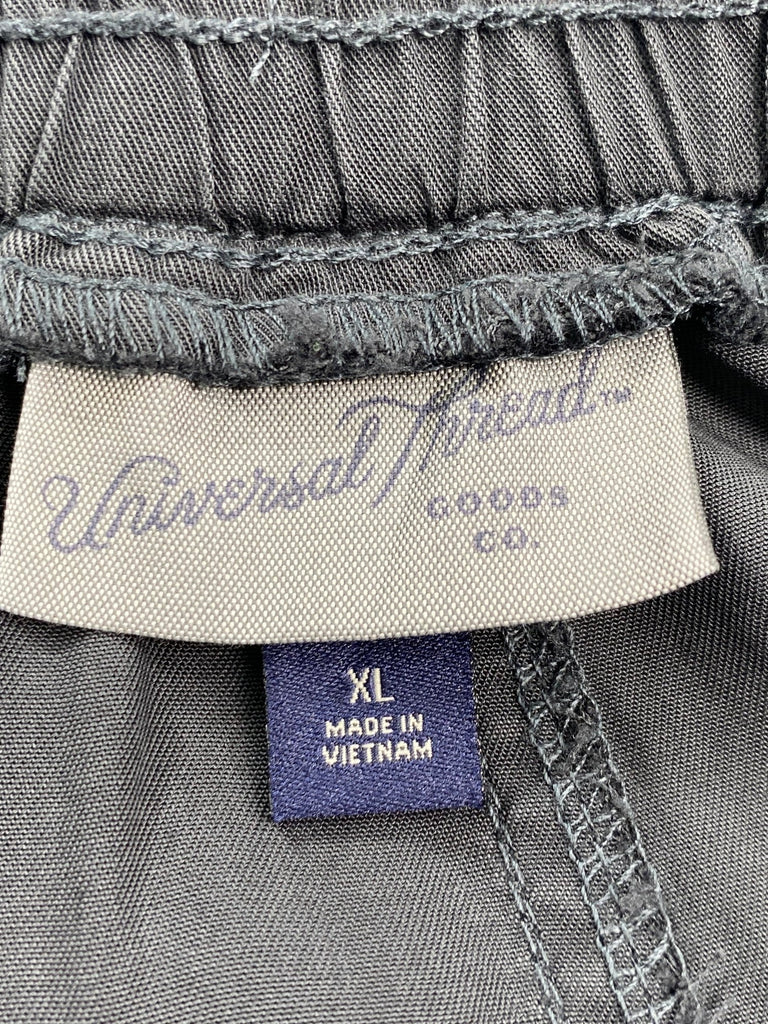 Universal Thread™
GOODS
CO.
XL
MADE IN
VIETNAM